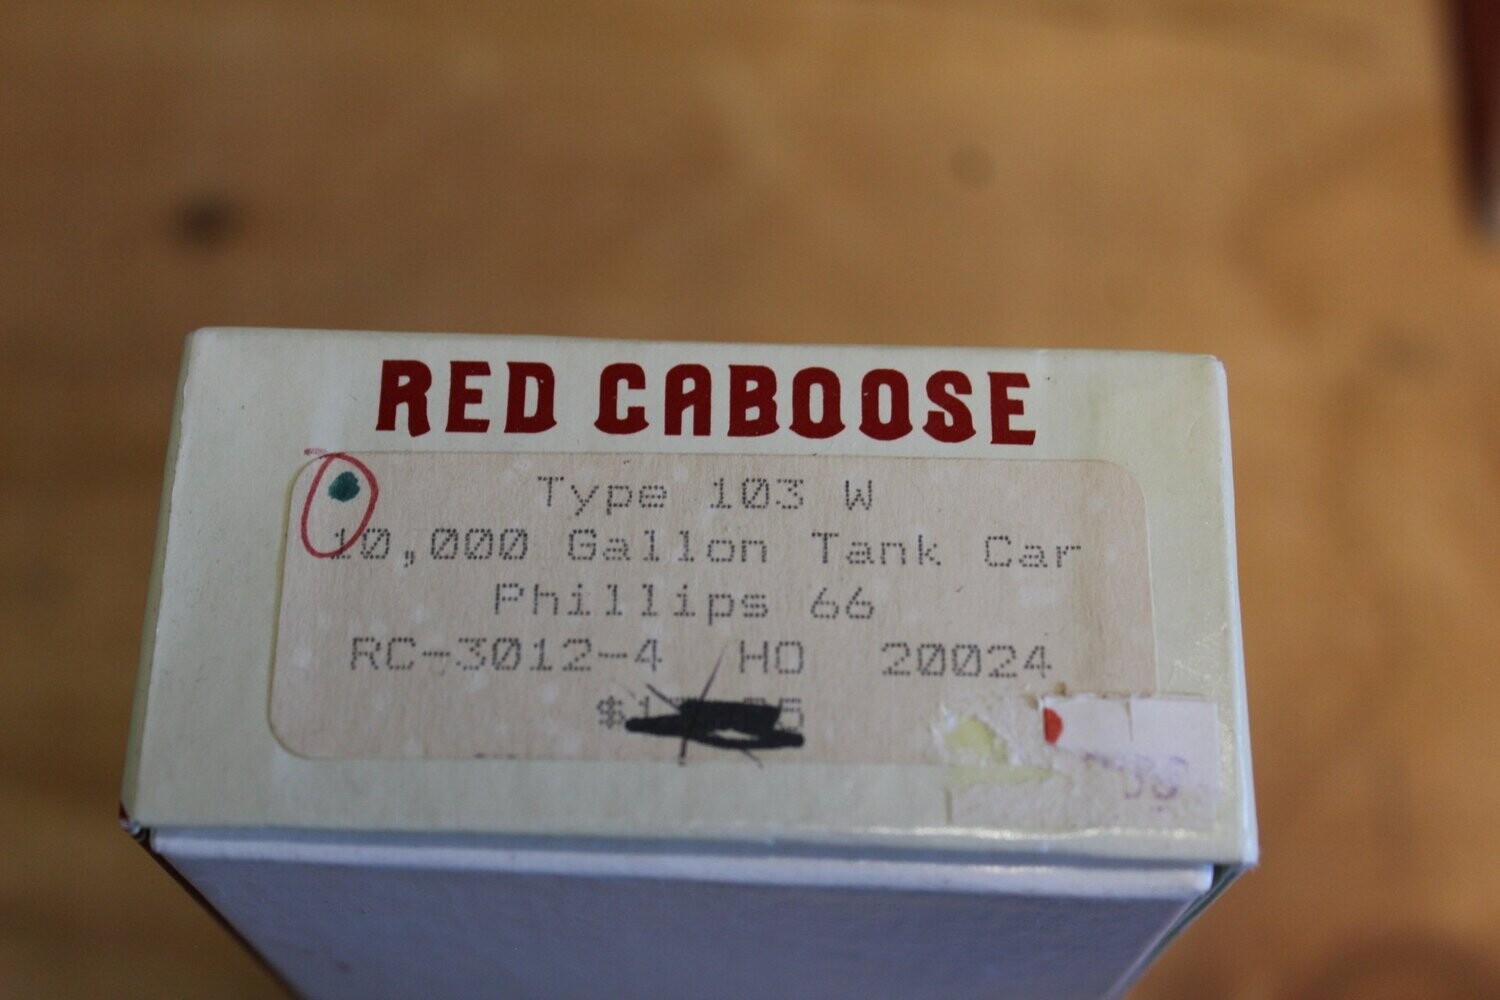 RED CABOOSE
Type 103 W
10,000 Gallon Tank Car
Phillips 66
RC-3012-4 HO 20024